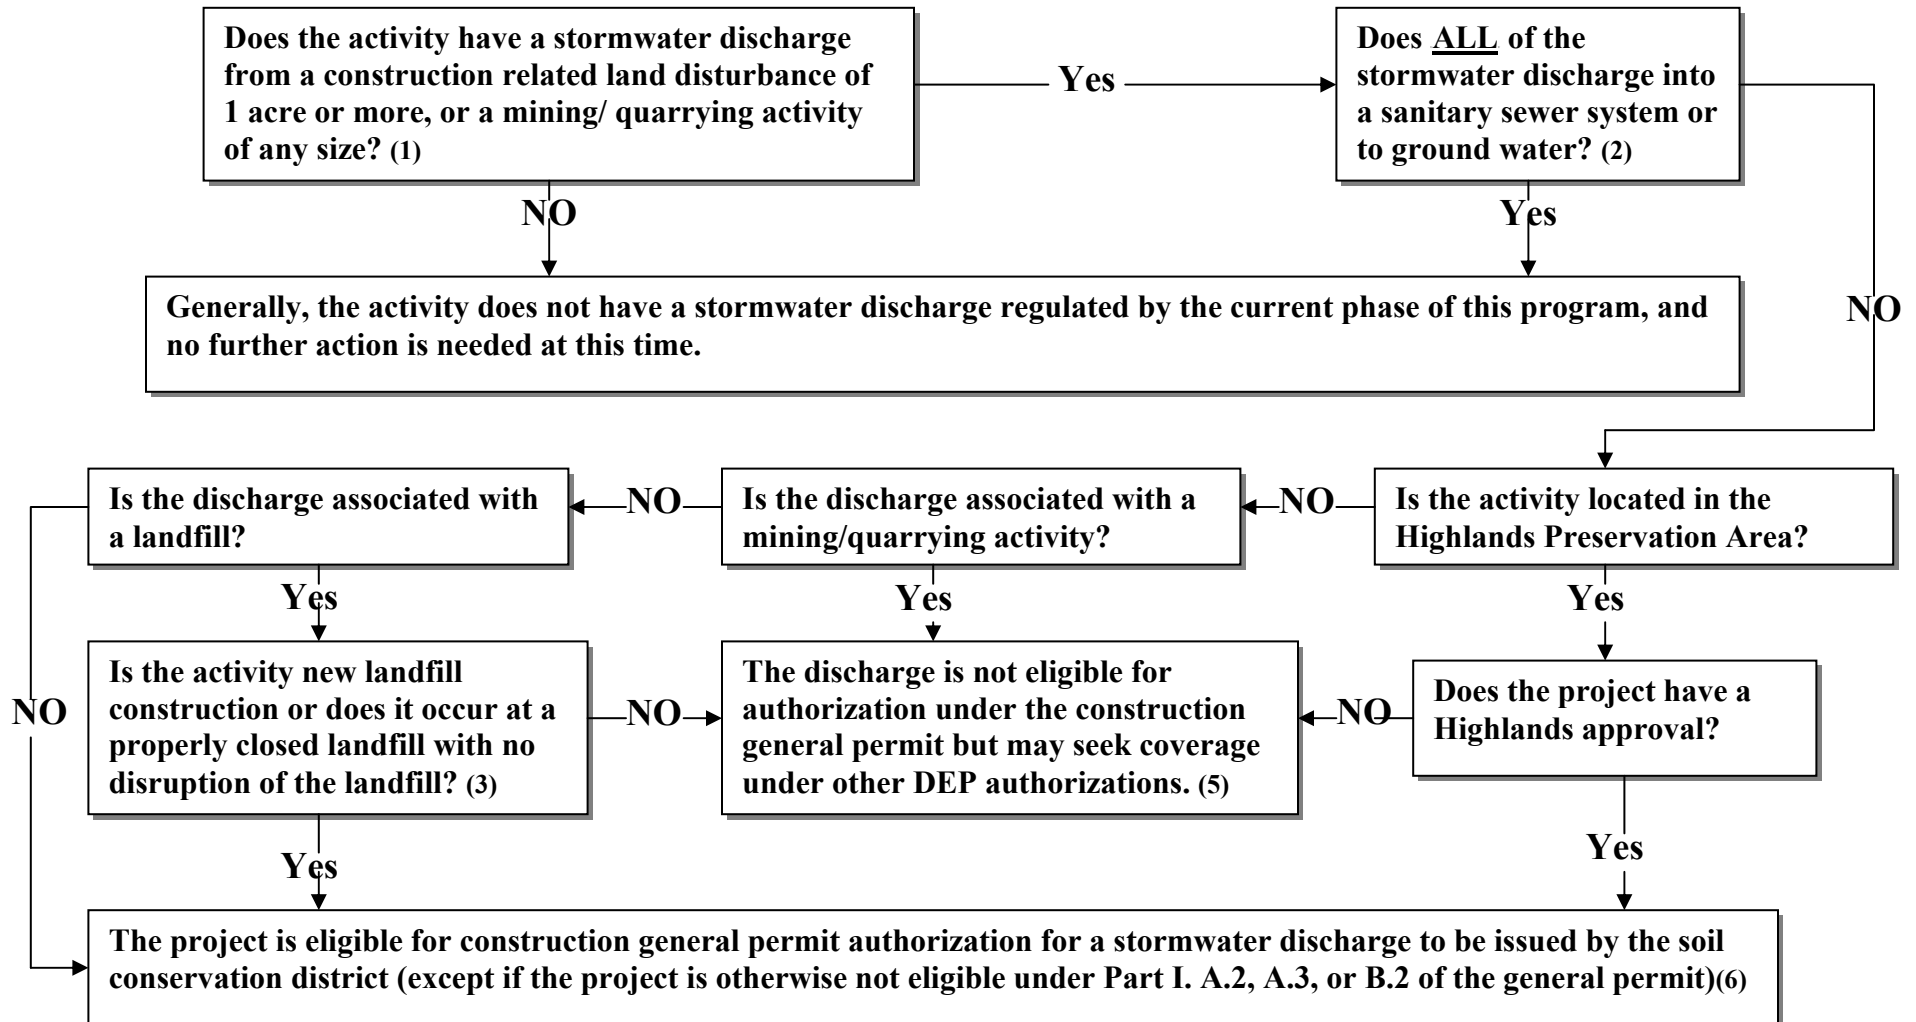 Does the activity have a stormwater discharge
from a construction related land disturbance of
1 acre or more, or a mining/ quarrying activity
of any size? (1)
Yes
Does ALL of the
stormwater discharge into
a sanitary sewer system or
to ground water? (2)
NO
Yes
NO
Generally, the activity does not have a stormwater discharge regulated by the current phase of this program, and
no further action is needed at this time.
Is the activity located in the
Highlands Preservation Area?
NO
Is the discharge associated with a
mining/quarrying activity?
NO
Is the discharge associated with
a landfill?
Yes
Yes
Yes
NO
Is the activity new landfill
construction or does it occur at a
properly closed landfill with no
disruption of the landfill? (3)
NO
The discharge is not eligible for
authorization under the construction
general permit but may seek coverage
under other DEP authorizations. (5)
NO
Does the project have a
Highlands approval?
Yes
Yes
The project is eligible for construction general permit authorization for a stormwater discharge to be issued by the soil
conservation district (except if the project is otherwise not eligible under Part I. A.2, A.3, or B.2 of the general permit)(6)